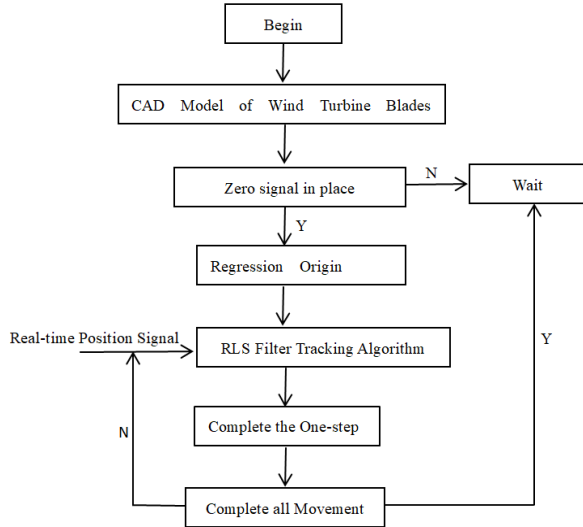 Begin
CAD Model of Wind Turbine Blades
Zero signal in place
N
Wait
Y
Regression Origin
Real-time Position Signal
RLS Filter Tracking Algorithm
Y
Complete the One-step
N
Complete all Movement